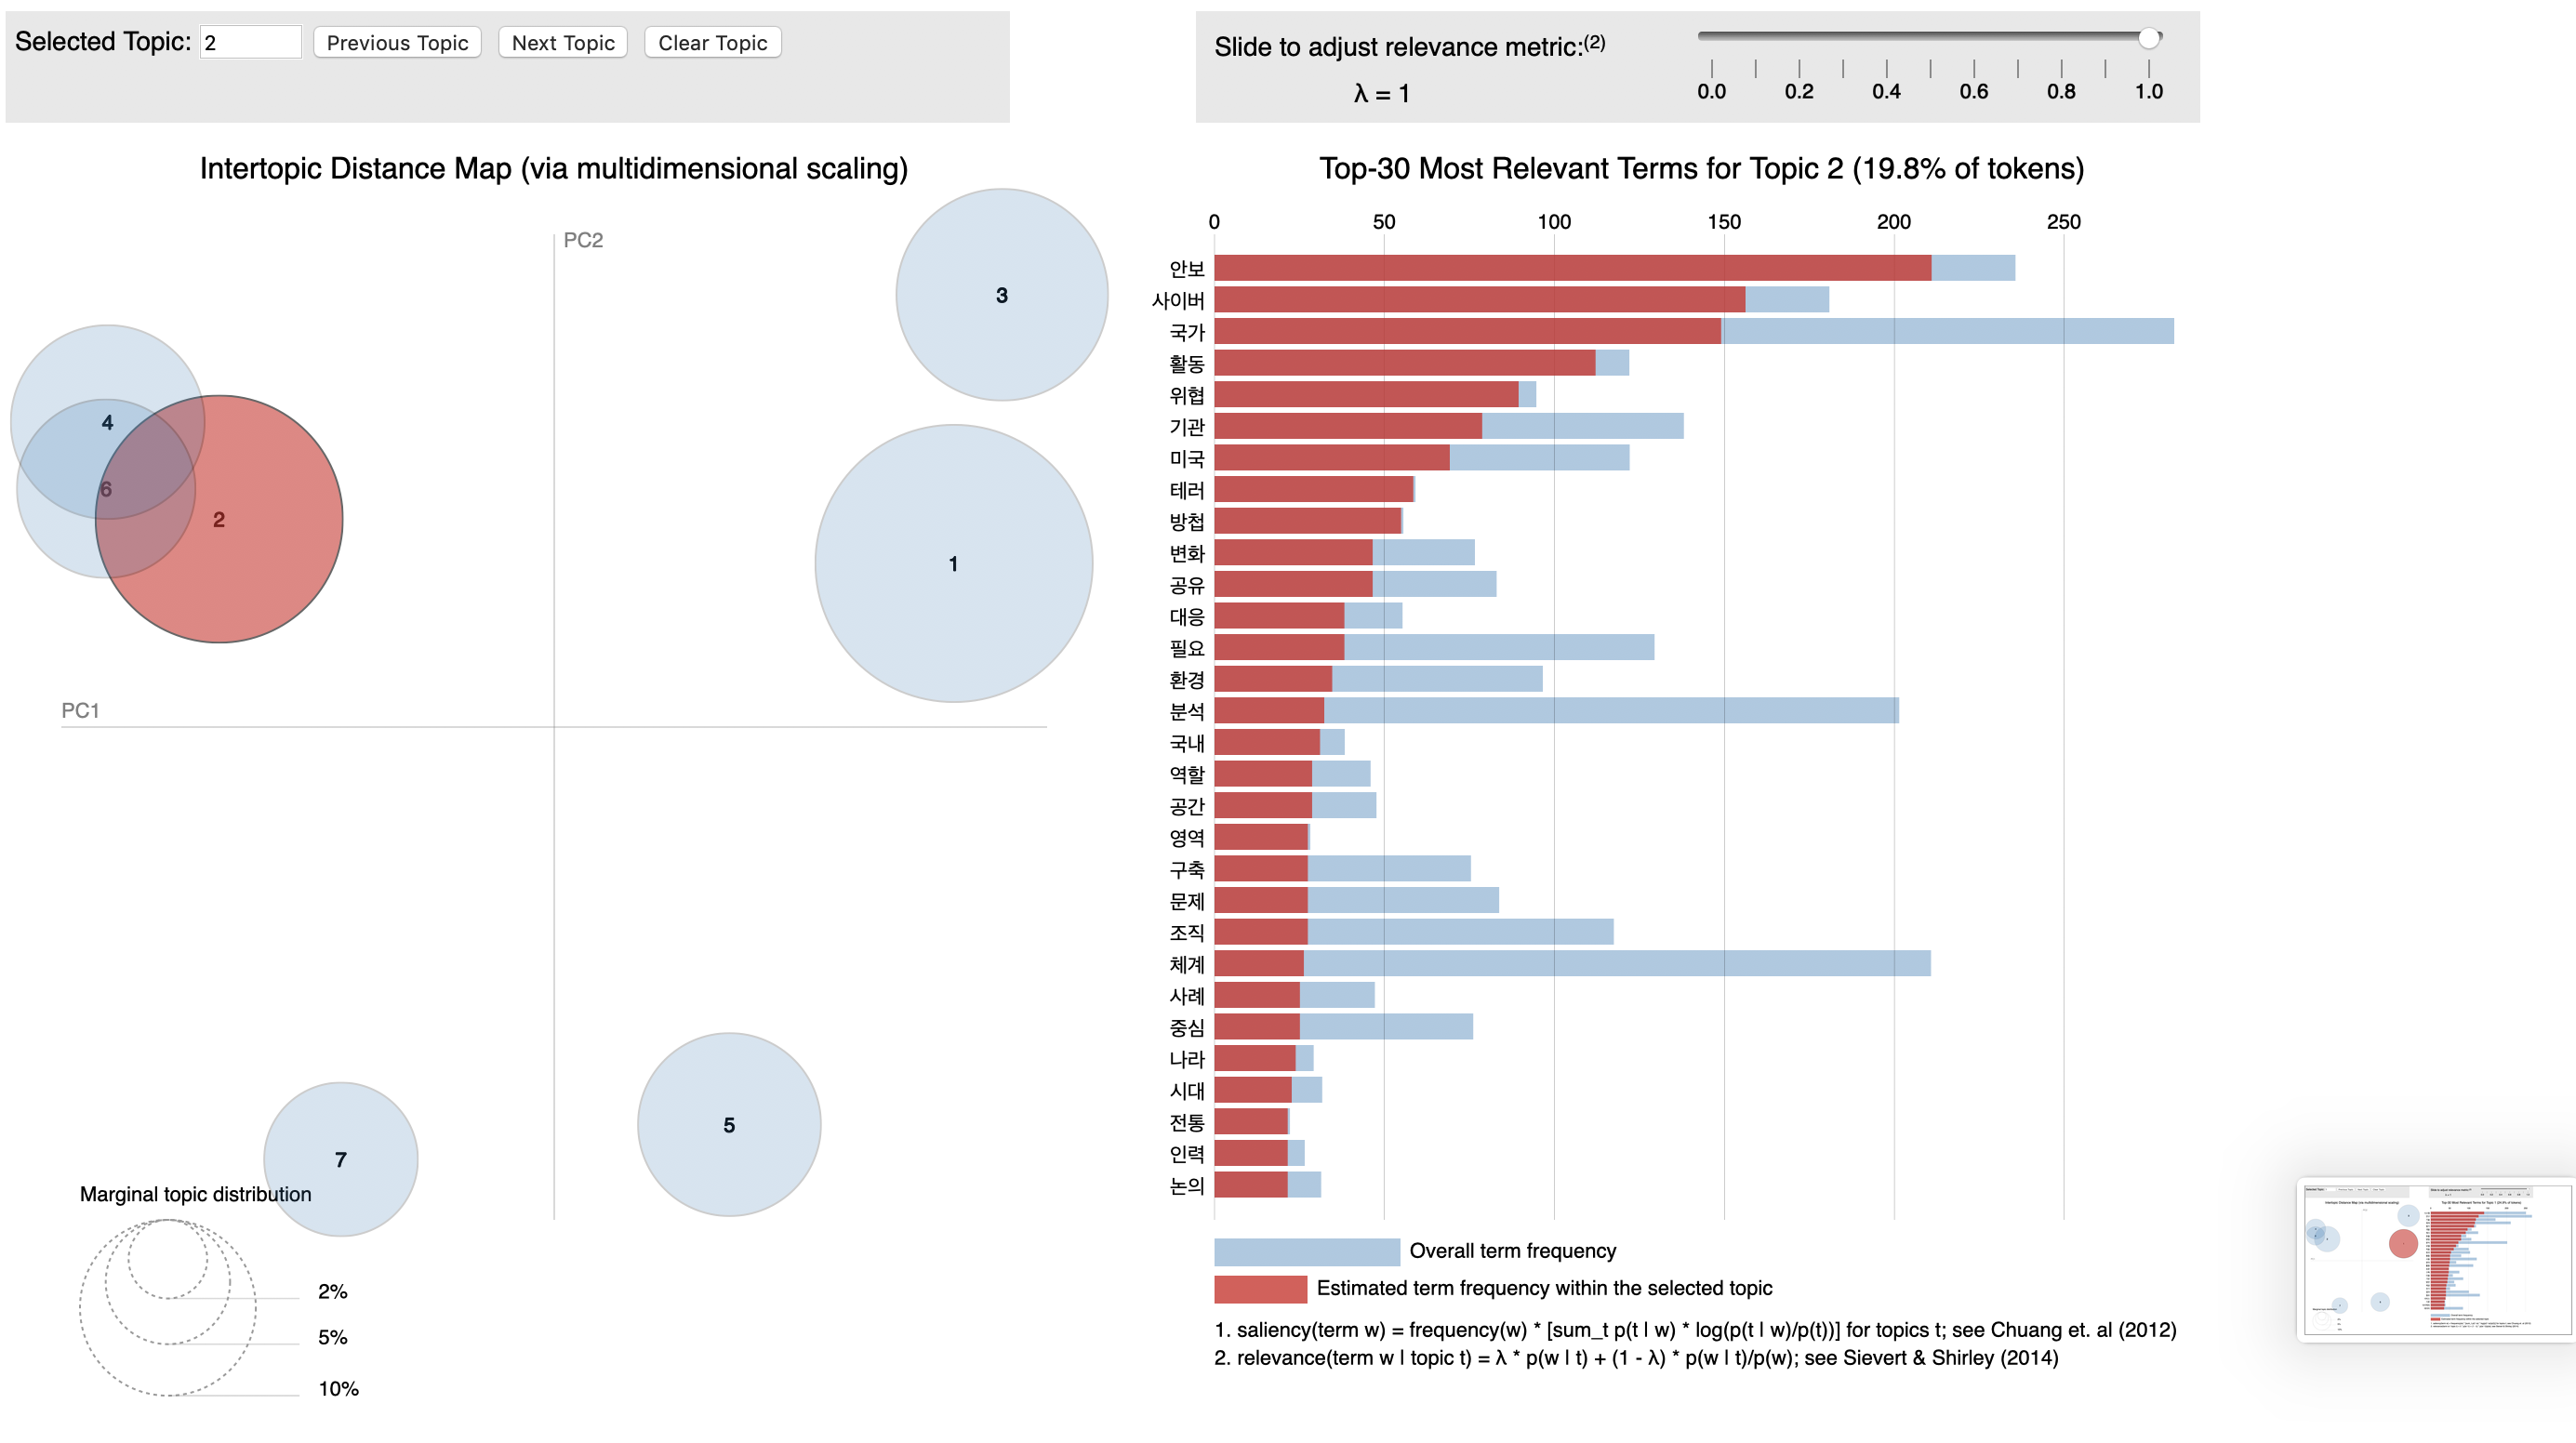 Selected Topic: 2 Previous Topic Next Topic Clear Topic
Slide to adjust relevance metric:(2)
λ = 1
0.0 0.2 0.4 0.6 0.8 1.0
Intertopic Distance Map (via multidimensional scaling)
PC2
PC1
3
4
6
2
1
5
7
Marginal topic distribution
2%
5%
10%
Top-30 Most Relevant Terms for Topic 2 (19.8% of tokens)
0 50 100 150 200 250
안보
사이버
국가
활동
위협
기관
미국
테러
방첩
변화
공유
대응
필요
환경
분석
국내
역할
공간
영역
구축
문제
조직
체계
사례
중심
나라
시대
전통
인력
논의
Overall term frequency
Estimated term frequency within the selected topic
1. saliency(term w) = frequency(w) * [sum_t p(t | w) * log(p(t | w)/p(t))] for topics t; see Chuang et. al (2012)
2. relevance(term w | topic t) = λ * p(w | t) + (1 - λ) * p(w | t)/p(w); see Sievert & Shirley (2014)